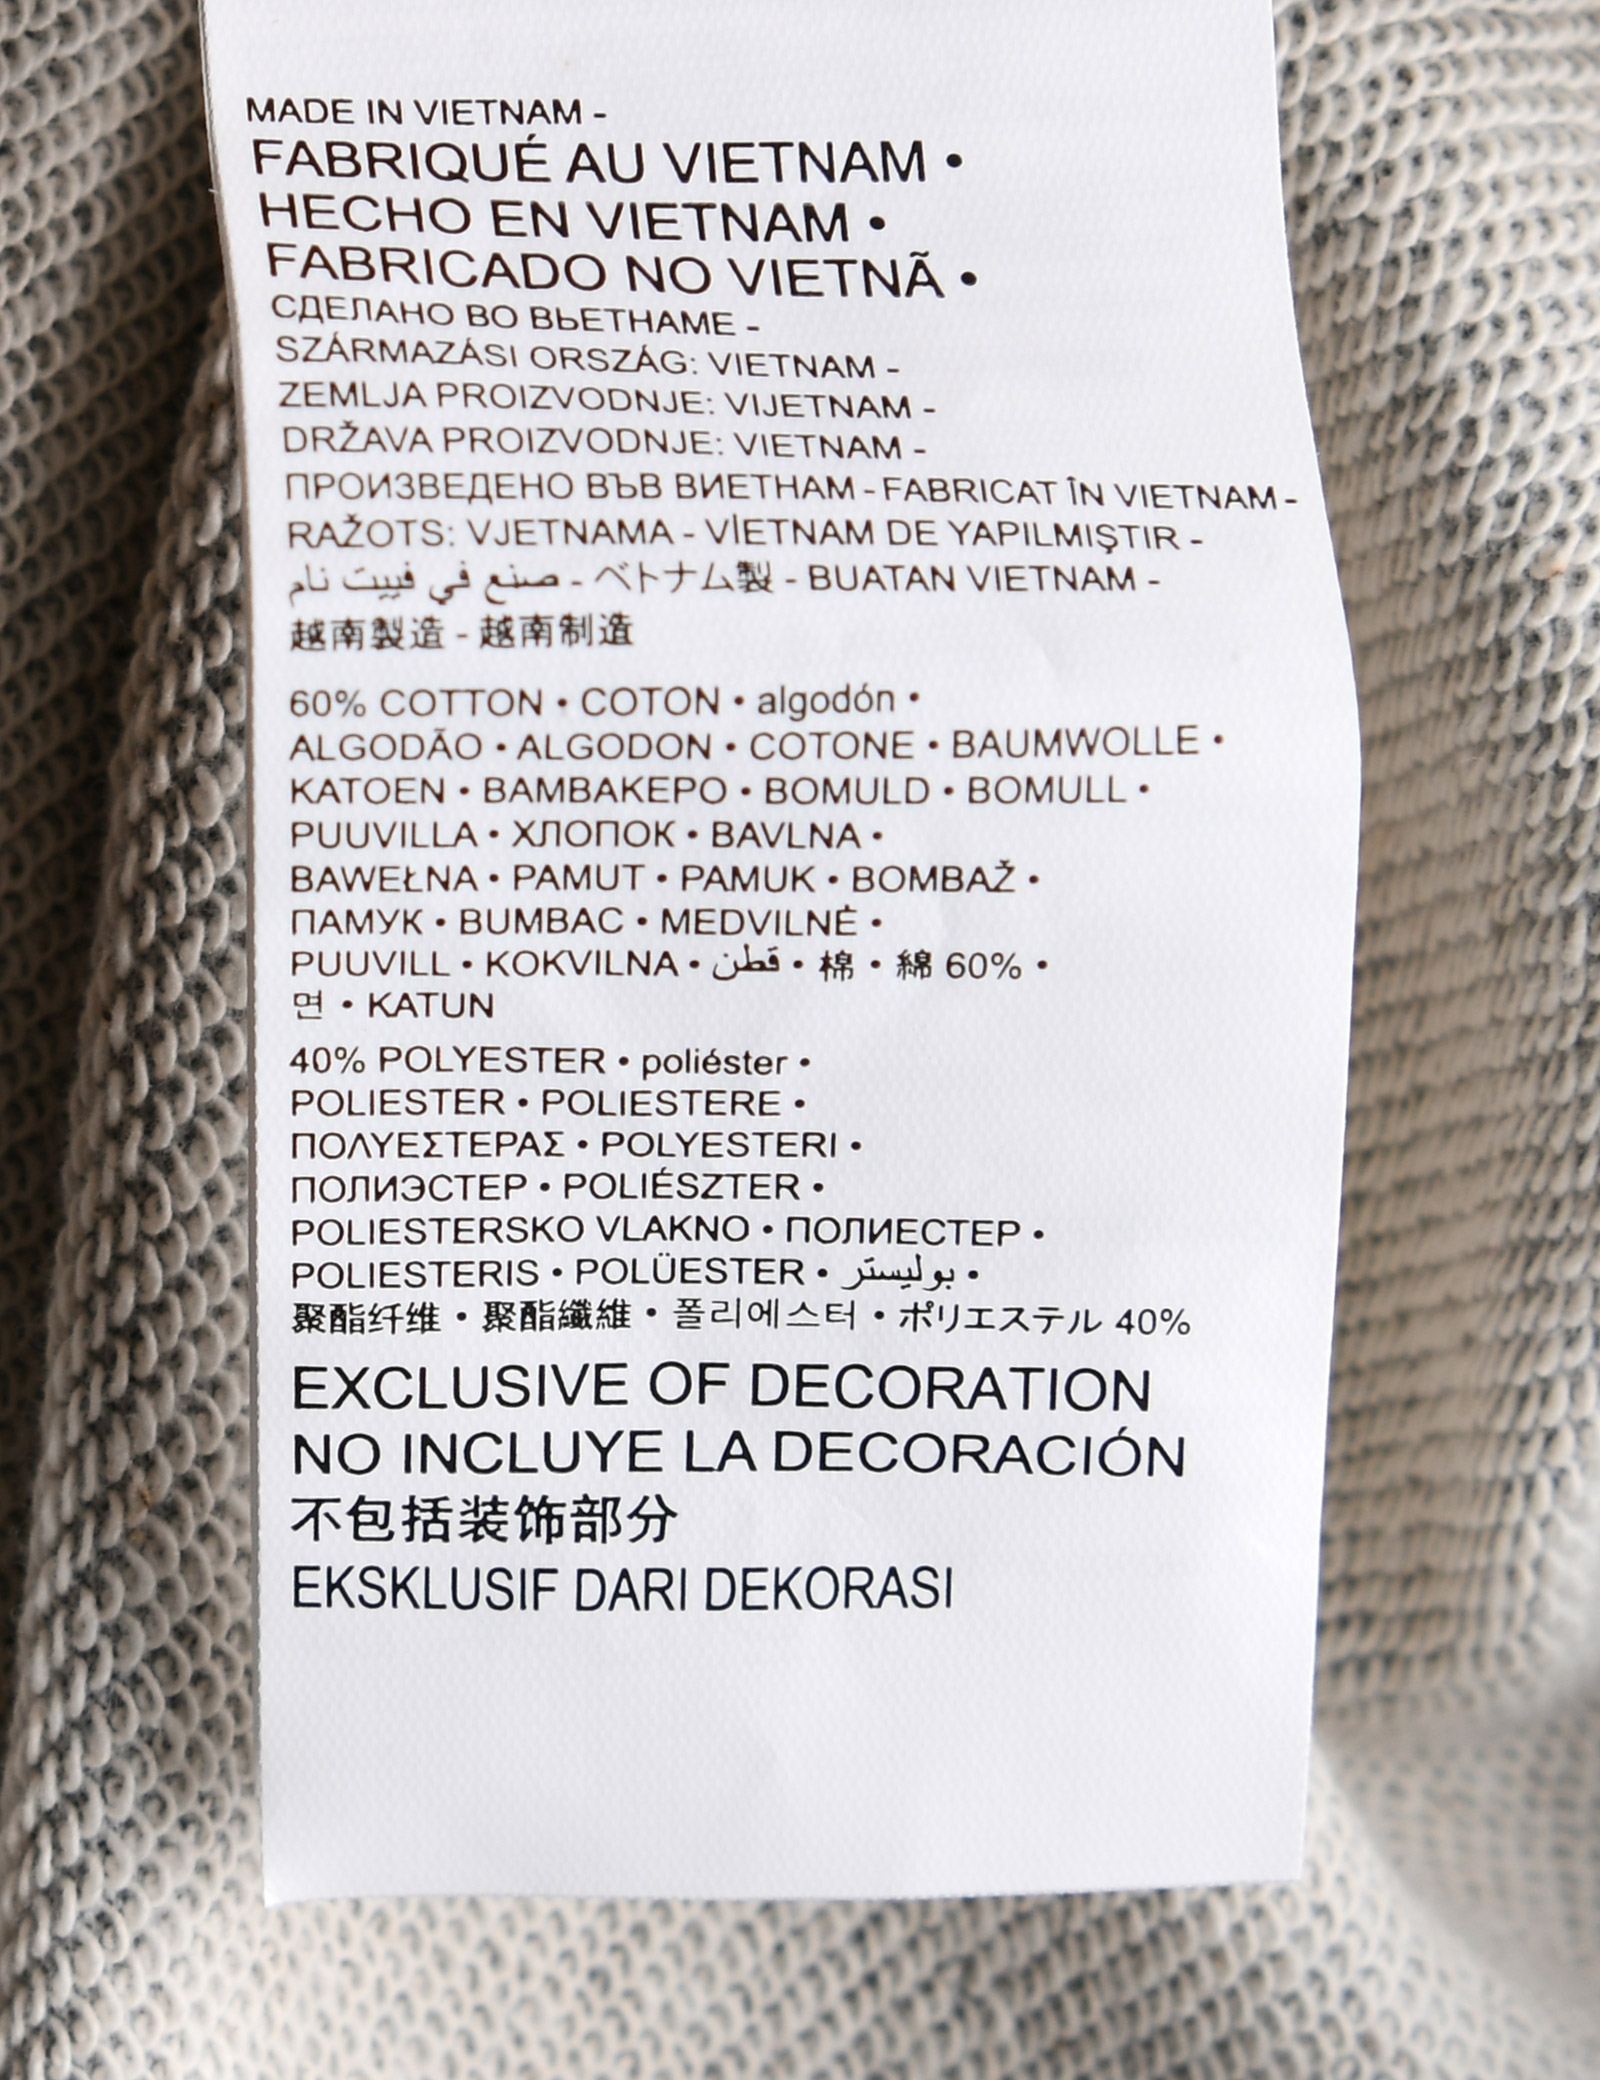 MADE IN VIETNAM -
FABRIQUÉ AU VIETNAM •
HECHO EN VIETNAM •
FABRICADO NO VIETNÃ •
СДЕЛАНО ВО ВЬЕТНАМЕ -
SZÁRMAZÁSI ORSZÁG: VIETNAM -
ZEMLJA PROIZVODNJE: VIJETNAM -
DRŽAVA PROIZVODNJE: VIETNAM -
ПРОИЗВЕДЕНО ВЪВ ВИЕТНАМ - FABRICAT ÎN VIETNAM -
RAŽOTS: VJETNAMA - VİETNAM DE YAPILMIŞTIR -
صنع في فييت نام - ベトナム製 - BUATAN VIETNAM -
越南製造 - 越南制造
60% COTTON • COTON • algodón •
ALGODÃO • ALGODON • COTONE • BAUMWOLLE •
KATOEN • BAMBAKEPO • BOMULD • BOMULL •
PUUVILLA • ХЛОПОК • BAVLNA •
BAWEŁNA • PAMUT • PAMUK • BOMBAŽ •
ПАМУК • BUMBAC • MEDVILNĖ •
PUUVILL • KOKVILNA • قطن • 棉 • 綿 60% •
면 • KATUN
40% POLYESTER • poliéster •
POLIESTER • POLIESTERE •
ΠΟΛΥΕΣΤΕΡΑΣ • POLYESTERI •
ПОЛИЭСТЕР • POLIÉSZTER •
POLIESTERSKO VLAKNO • ПОЛИЕСТЕР •
POLIESTERIS • POLÜESTER • بوليستر •
聚酯纤维 • 聚酯纖維 • 폴리에스터 • ポリエステル 40%
EXCLUSIVE OF DECORATION
NO INCLUYE LA DECORACIÓN
不包括装饰部分
EKSKLUSIF DARI DEKORASI